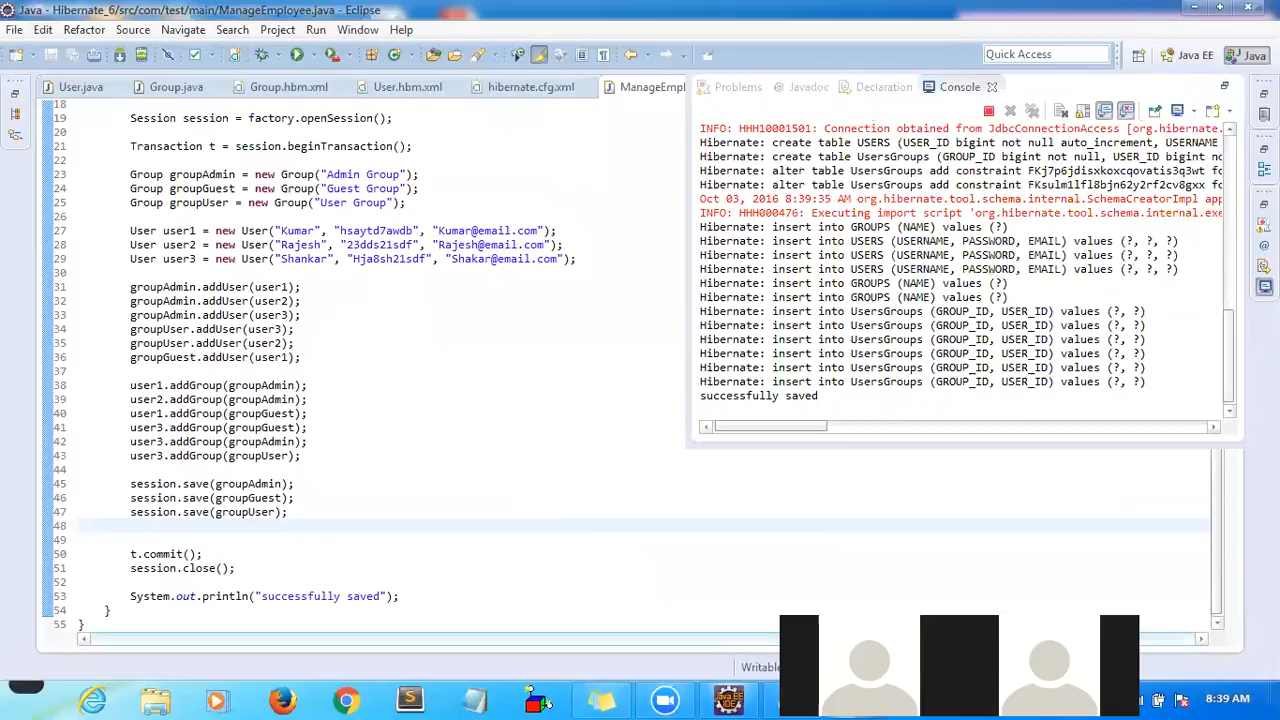 Java - Hibernate_6/src/com/test/main/ManageEmployee.java - Eclipse
File Edit Refactor Source Navigate Search Project Run Window Help
Quick Access
Java EE
Java
User.java
Group.java
Group.hbm.xml
User.hbm.xml
hibernate.cfg.xml
ManageEmpl
Problems
@ Javadoc
Declaration
Console
18
19 Session session = factory.openSession();
20
21 Transaction t = session.beginTransaction();
22
23 Group groupAdmin = new Group("Admin Group");
24 Group groupGuest = new Group("Guest Group");
25 Group groupUser = new Group("User Group");
26
27 User user1 = new User("Kumar", "hsaytd7awdb", "Kumar@email.com");
28 User user2 = new User("Rajesh", "23dds21sdf", "Rajesh@email.com");
29 User user3 = new User("Shankar", "Hja8sh21sdf", "Shakar@email.com");
30
31 groupAdmin.addUser(user1);
32 groupAdmin.addUser(user2);
33 groupAdmin.addUser(user3);
34 groupUser.addUser(user3);
35 groupUser.addUser(user2);
36 groupGuest.addUser(user1);
37
38 user1.addGroup(groupAdmin);
39 user2.addGroup(groupAdmin);
40 user1.addGroup(groupGuest);
41 user3.addGroup(groupGuest);
42 user3.addGroup(groupAdmin);
43 user3.addGroup(groupUser);
44
45 session.save(groupAdmin);
46 session.save(groupGuest);
47 session.save(groupUser);
48
49
50 t.commit();
51 session.close();
52
53 System.out.println("successfully saved");
54 }
55 }
INFO: HHH10001501: Connection obtained from JdbcConnectionAccess [org.hibernate.
Hibernate: create table USERS (USER_ID bigint not null auto_increment, USERNAME
Hibernate: create table UsersGroups (GROUP_ID bigint not null, USER_ID bigint no
Hibernate: alter table UsersGroups add constraint FKj7p6jdisxkoxcqovatis3q3wt fo
Hibernate: alter table UsersGroups add constraint FKsulm1lfl8bjn62y2rf2cv8gxx fo
Oct 03, 2016 8:39:35 AM org.hibernate.tool.schema.internal.SchemaCreatorImpl app
INFO: HHH000476: Executing import script 'org.hibernate.tool.schema.internal.exe
Hibernate: insert into GROUPS (NAME) values (?)
Hibernate: insert into USERS (USERNAME, PASSWORD, EMAIL) values (?, ?, ?)
Hibernate: insert into USERS (USERNAME, PASSWORD, EMAIL) values (?, ?, ?)
Hibernate: insert into USERS (USERNAME, PASSWORD, EMAIL) values (?, ?, ?)
Hibernate: insert into GROUPS (NAME) values (?)
Hibernate: insert into GROUPS (NAME) values (?)
Hibernate: insert into UsersGroups (GROUP_ID, USER_ID) values (?, ?)
Hibernate: insert into UsersGroups (GROUP_ID, USER_ID) values (?, ?)
Hibernate: insert into UsersGroups (GROUP_ID, USER_ID) values (?, ?)
Hibernate: insert into UsersGroups (GROUP_ID, USER_ID) values (?, ?)
Hibernate: insert into UsersGroups (GROUP_ID, USER_ID) values (?, ?)
Hibernate: insert into UsersGroups (GROUP_ID, USER_ID) values (?, ?)
successfully saved
Writable
8:39 AM